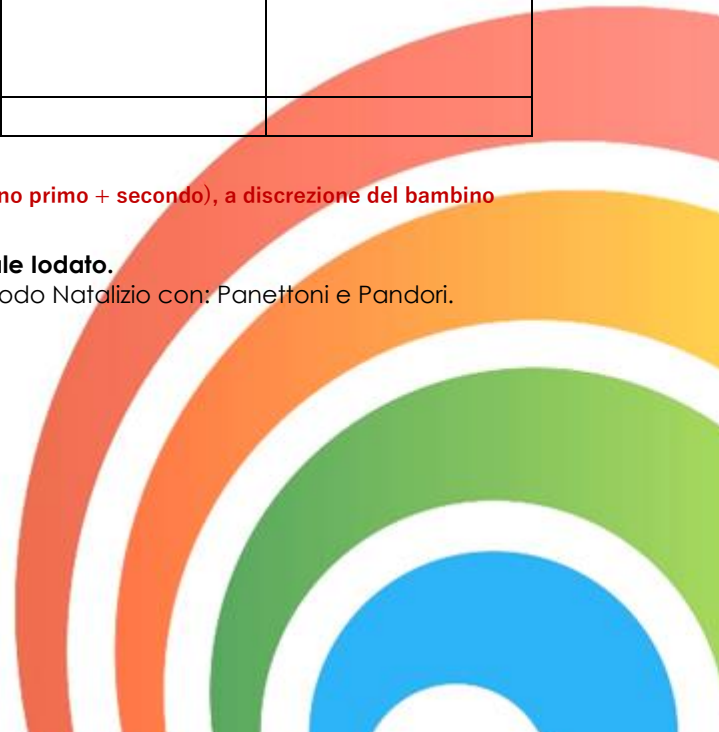 no primo + secondo), a discrezione del bambino
le lodato.
odo Natalizio con: Panettoni e Pandori.